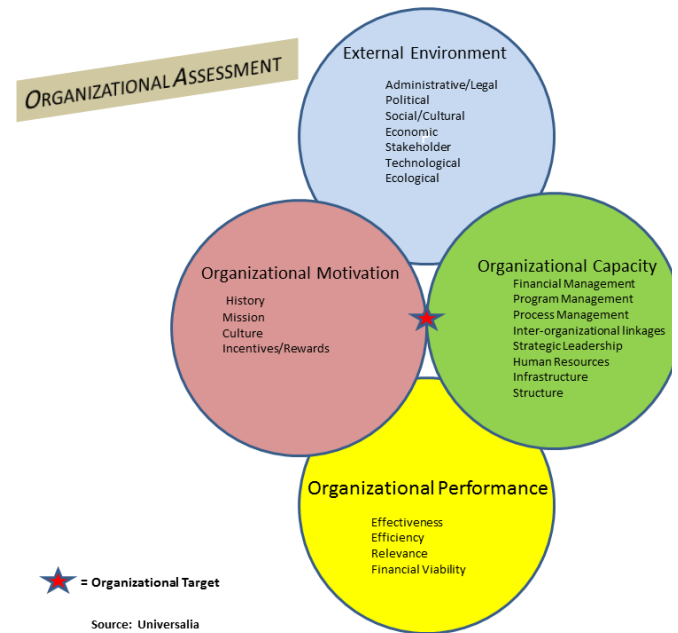 ORGANIZATIONAL ASSESSMENT
External Environment
Administrative/Legal
Political
Social/Cultural
Economic
Stakeholder
Technological
Ecological
Organizational Motivation
History
Mission
Culture
Incentives/Rewards
Organizational Capacity
Financial Management
Program Management
Process Management
Inter-organizational linkages
Strategic Leadership
Human Resources
Infrastructure
Structure
Organizational Performance
Effectiveness
Efficiency
Relevance
Financial Viability
= Organizational Target
Source: Universalia